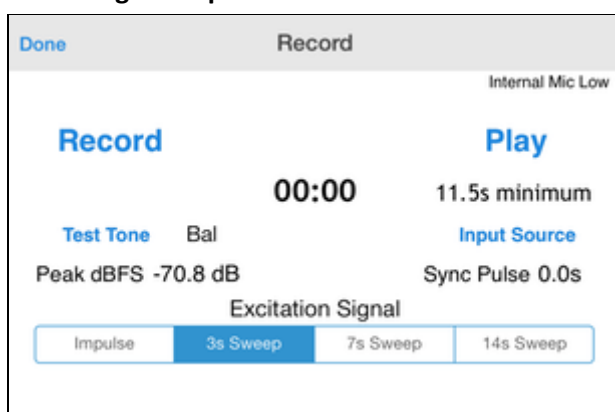 Done Record
Internal Mic Low
Record Play
00:00 11.5s minimum
Test Tone Bal Input Source
Peak dBFS -70.8 dB Sync Pulse 0.0s
Excitation Signal
Impulse 3s Sweep 7s Sweep 14s Sweep